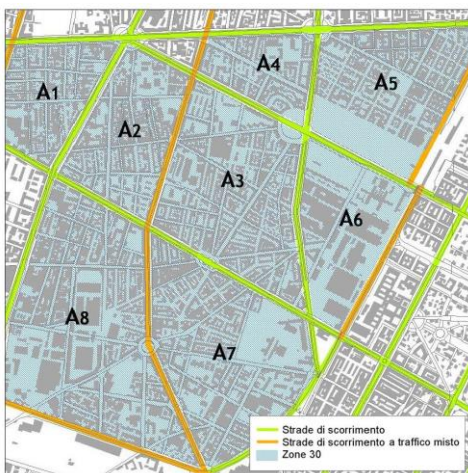 A4
A5
A1
A2
A3
A6
A8
A7
Strade di scorrimento
Strade di scorrimento a traffico misto
Zone 30